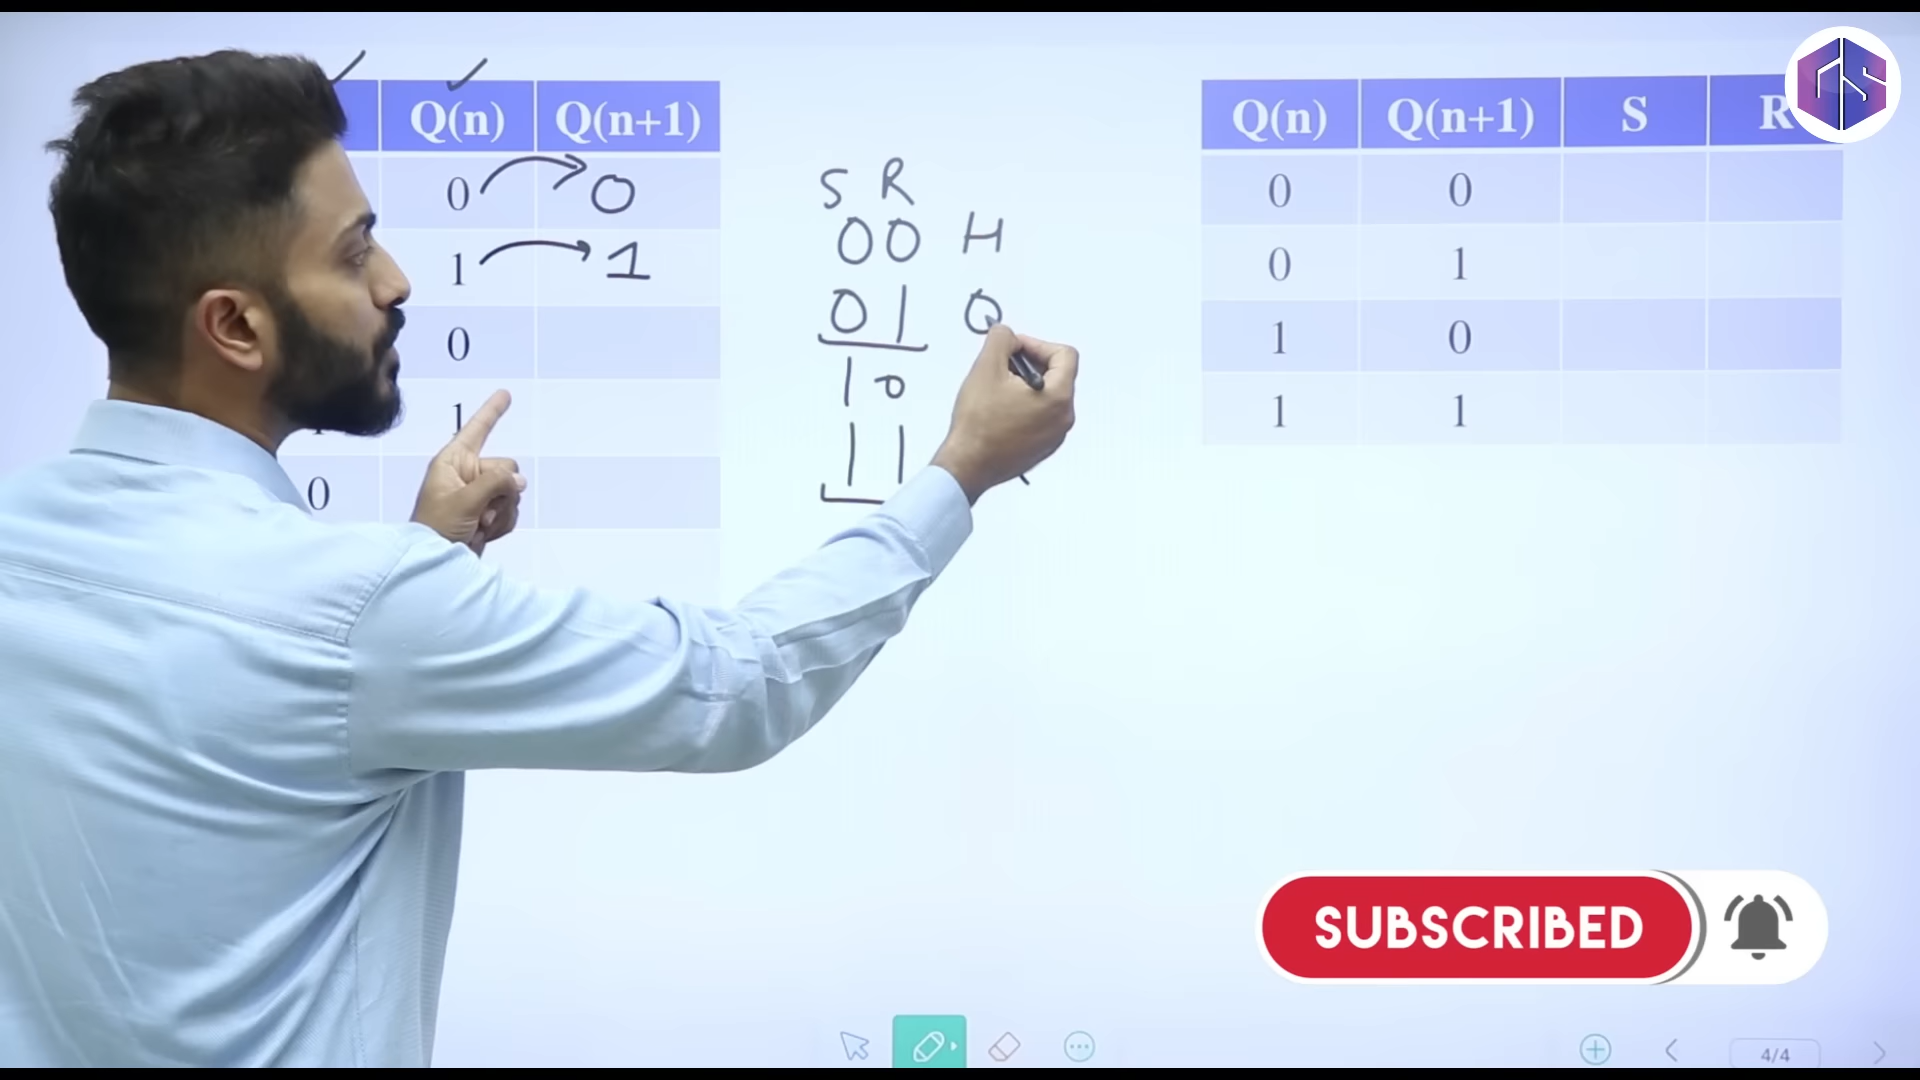 Q(n) Q(n+1)
0 0
1 1
0
1
0
S R
0 0 H
0 1 0
1 0
1 1
Q(n) Q(n+1) S R
0 0
0 1
1 0
1 1
SUBSCRIBED
4/4